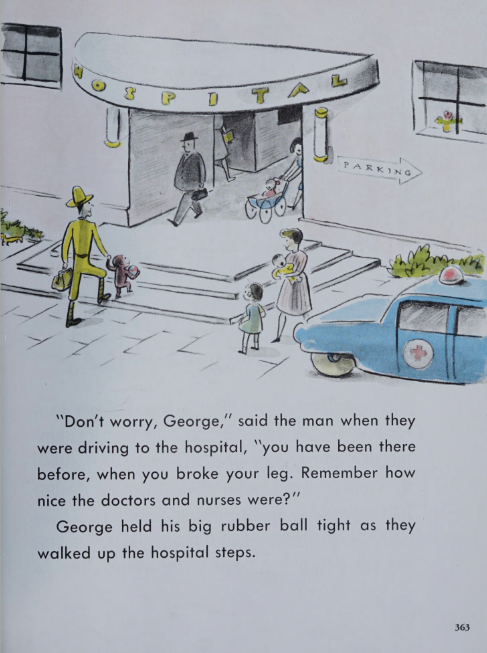 HOSPITAL
PARKING
"Don't worry, George," said the man when they
were driving to the hospital, "you have been there
before, when you broke your leg. Remember how
nice the doctors and nurses were?"
George held his big rubber ball tight as they
walked up the hospital steps.
363